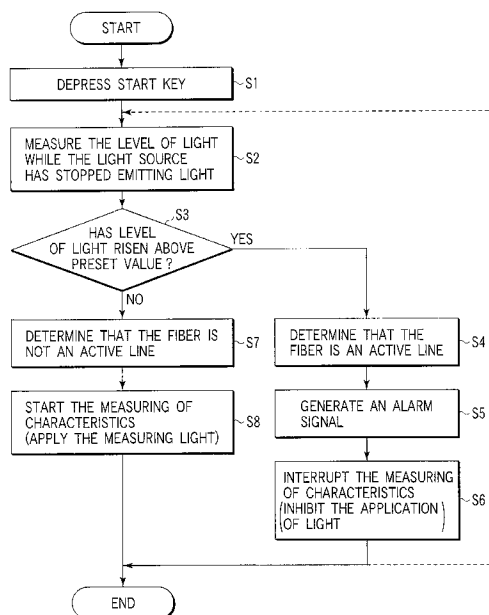 START
DEPRESS START KEY
S1
MEASURE THE LEVEL OF LIGHT
WHILE THE LIGHT SOURCE
HAS STOPPED EMITTING LIGHT
S2
S3
HAS LEVEL
OF LIGHT RISEN ABOVE
PRESET VALUE?
YES
NO
DETERMINE THAT THE FIBER IS
NOT AN ACTIVE LINE
S7
START THE MEASURING OF
CHARACTERISTICS
(APPLY THE MEASURING LIGHT)
S8
DETERMINE THAT THE
FIBER IS AN ACTIVE LINE
S4
GENERATE AN ALARM
SIGNAL
S5
INTERRUPT THE MEASURING
OF CHARACTERISTICS
(INHIBIT THE APPLICATION
OF LIGHT)
S6
END